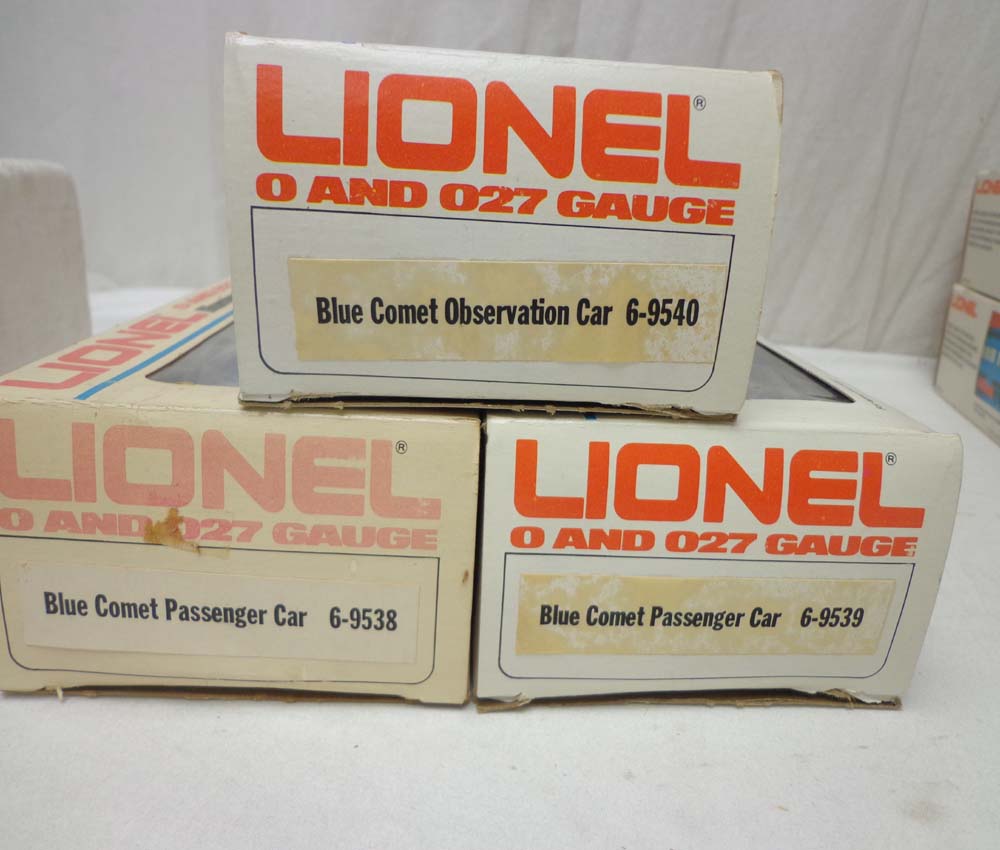 LIONEL®
O AND O27 GAUGE
Blue Comet Observation Car 6-9540
LIONEL
LIONEL®
O AND O27 GAUGE
Blue Comet Passenger Car 6-9538
LIONEL®
O AND O27 GAUGE
Blue Comet Passenger Car 6-9539